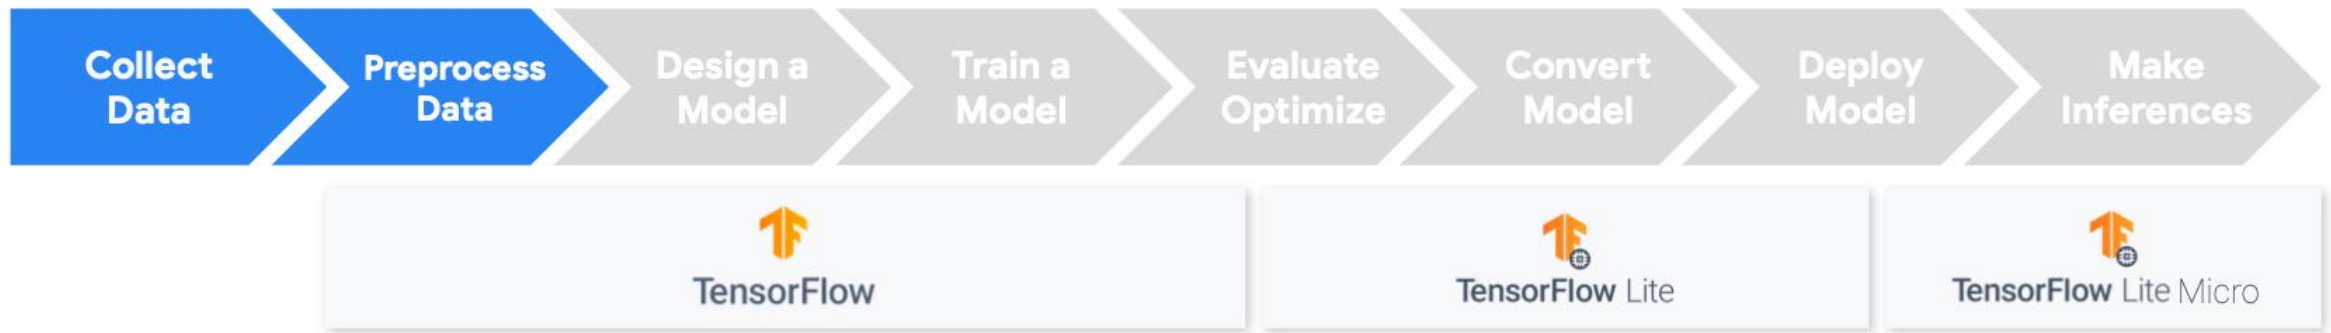 Collect
Data
Preprocess
Data
Design a
Model
Train a
Model
Evaluate
Optimize
Convert
Model
Deploy
Model
Make
Inferences
TensorFlow
TensorFlow Lite
TensorFlow Lite Micro